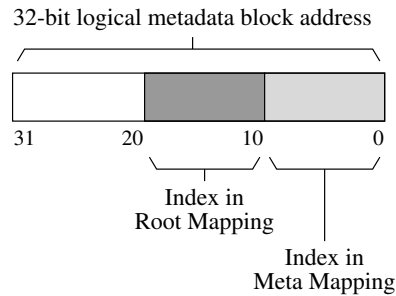 32-bit logical metadata block address
31 20 10 0
Index in
Root Mapping
Index in
Meta Mapping